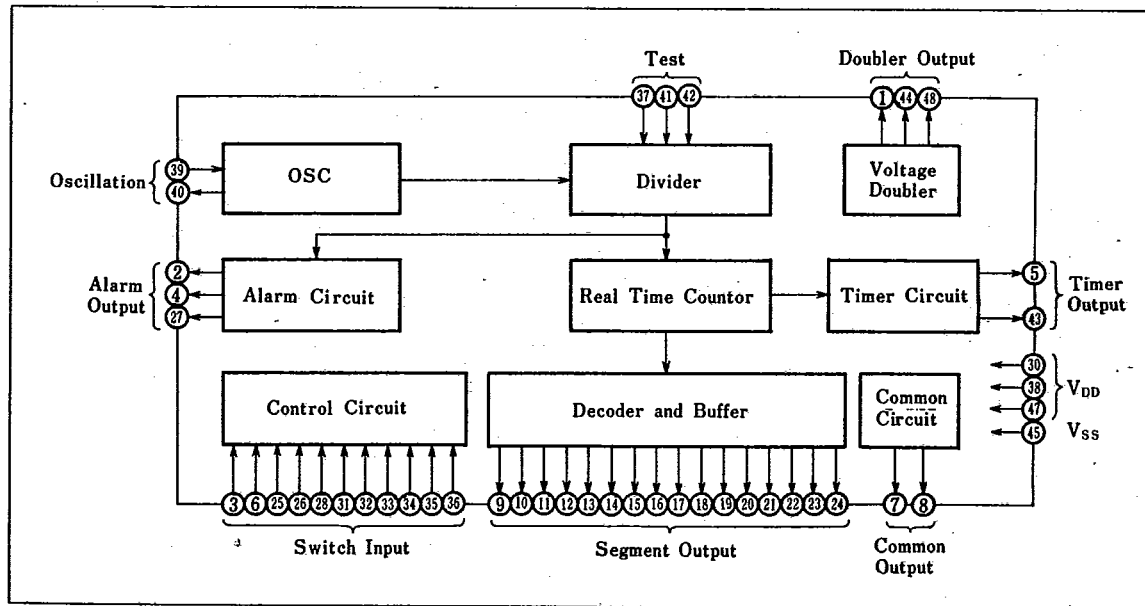 Test
Doubler Output
37 41 42
1 44 48
Oscillation
39
40
OSC
Divider
Voltage
Doubler
Alarm
Output
2
4
27
Alarm Circuit
Real Time Countor
Timer Circuit
5
43
Timer
Output
Control Circuit
Decoder and Buffer
Common
Circuit
30
38
47
VDD
45
VSS
3 6 25 26 28 31 32 33 34 35 36
9 10 11 12 13 14 15 16 17 18 19 20 21 22 23 24
7 8
Switch Input
Segment Output
Common
Output